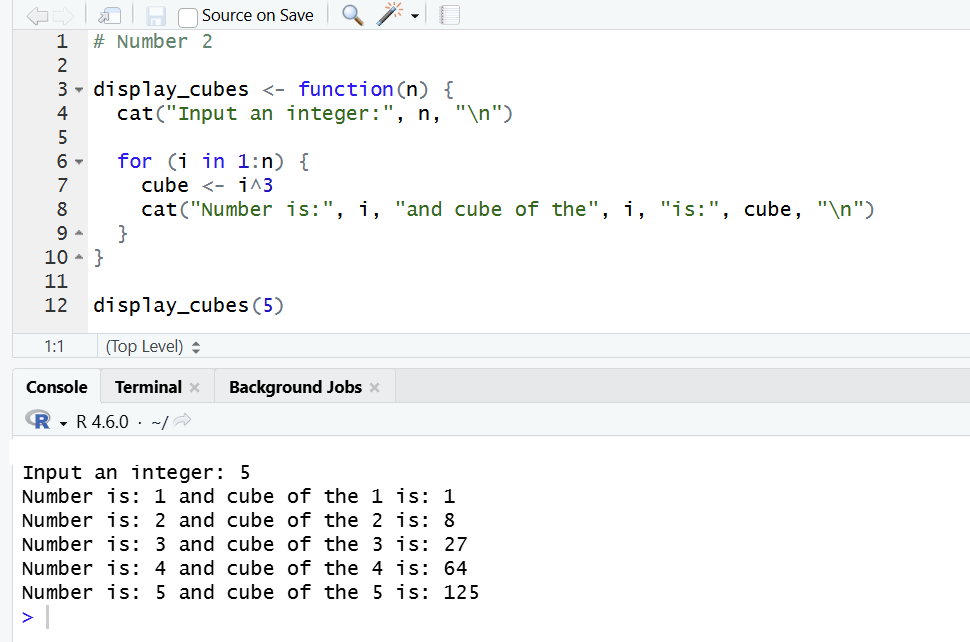 Source on Save
1 # Number 2
2
3 display_cubes <- function(n) {
4   cat("Input an integer:", n, "\n")
5
6   for (i in 1:n) {
7     cube <- i^3
8     cat("Number is:", i, "and cube of the", i, "is:", cube, "\n")
9   }
10 }
11
12 display_cubes(5)
1:1 (Top Level)
Console Terminal Background Jobs
R R 4.6.0 · ~/
Input an integer: 5
Number is: 1 and cube of the 1 is: 1
Number is: 2 and cube of the 2 is: 8
Number is: 3 and cube of the 3 is: 27
Number is: 4 and cube of the 4 is: 64
Number is: 5 and cube of the 5 is: 125
>